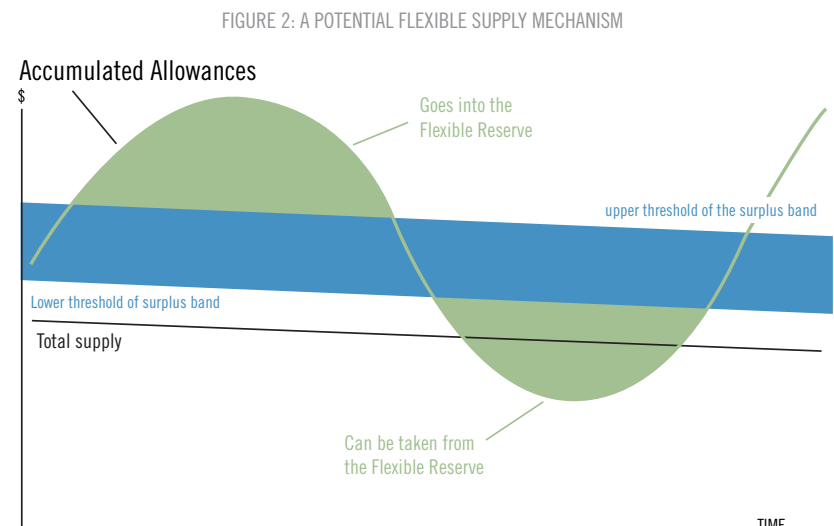 FIGURE 2: A POTENTIAL FLEXIBLE SUPPLY MECHANISM
Accumulated Allowances
$
Goes into the
Flexible Reserve
upper threshold of the surplus band
Lower threshold of surplus band
Total supply
Can be taken from
the Flexible Reserve
TIME